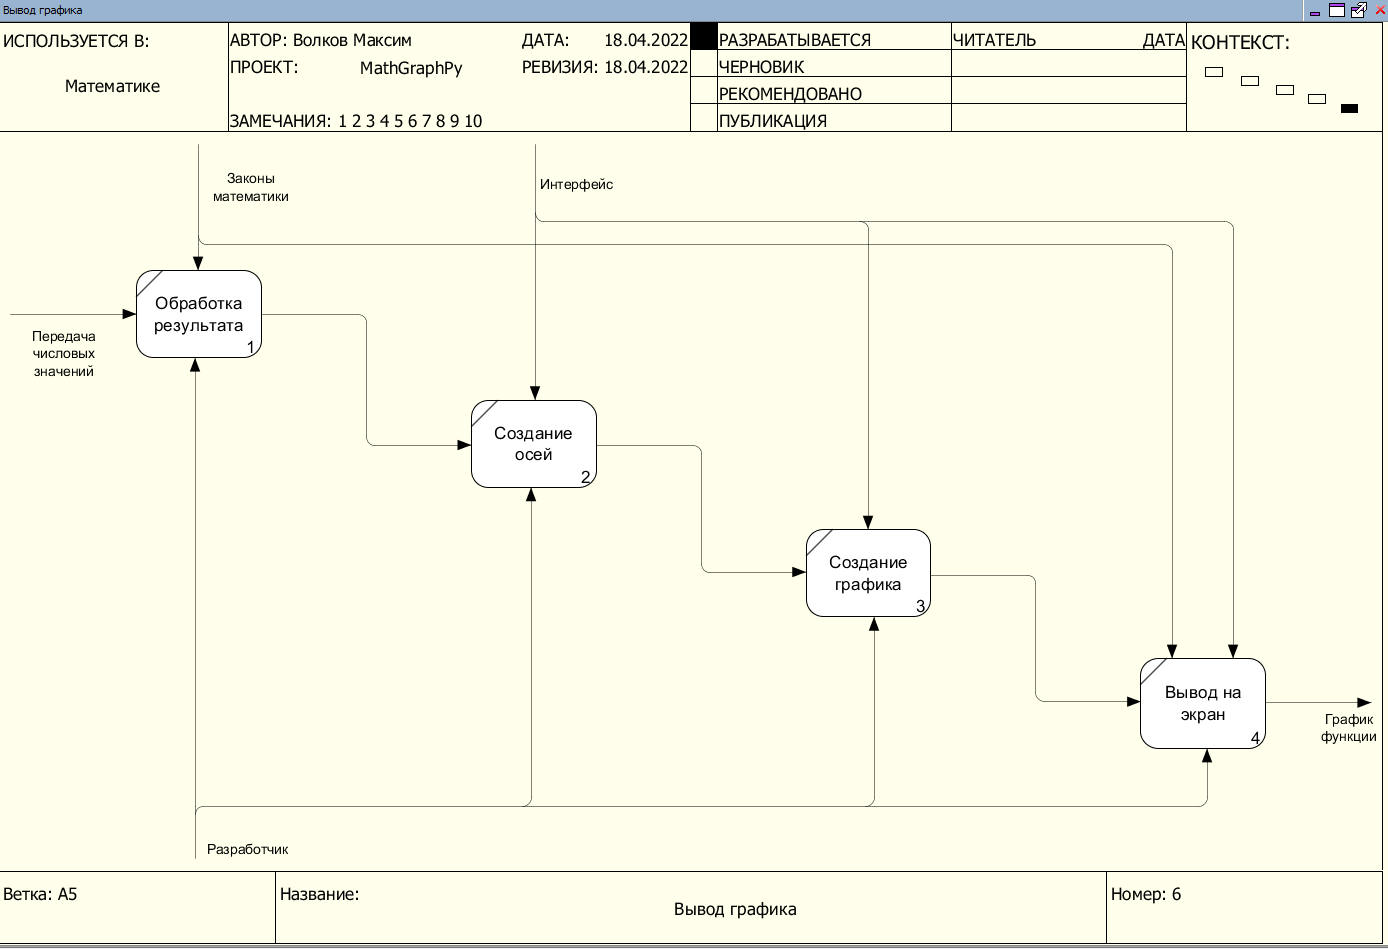 Вывод графика
ИСПОЛЬЗУЕТСЯ В:
Математике
АВТОР: Волков Максим
ДАТА: 18.04.2022
ПРОЕКТ: MathGraphPy
РЕВИЗИЯ: 18.04.2022
ЗАМЕЧАНИЯ: 1 2 3 4 5 6 7 8 9 10
РАЗРАБАТЫВАЕТСЯ
ЧЕРНОВИК
РЕКОМЕНДОВАНО
ПУБЛИКАЦИЯ
ЧИТАТЕЛЬ ДАТА
КОНТЕКСТ:
Законы
математики
Интерфейс
Обработка
результата
1
Передача
числовых
значений
Создание
осей
2
Создание
графика
3
Вывод на
экран
4
График
функции
Разработчик
Ветка: A5
Название:
Вывод графика
Номер: 6